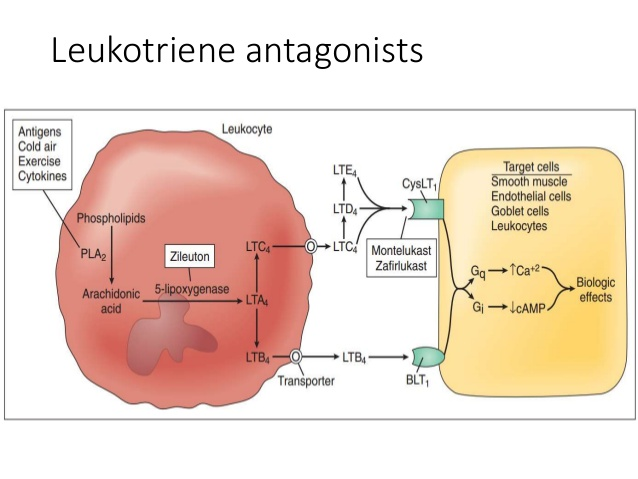 Leukotriene antagonists
Antigens
Cold air
Exercise
Cytokines
Leukocyte
Phospholipids
PLA2
Arachidonic
acid
Zileuton
5-lipoxygenase
LTC4
LTA4
LTB4
Transporter
LTE4
LTD4
LTC4
LTB4
CysLT1
Montelukast
Zafirlukast
BLT1
Target cells
Smooth muscle
Endothelial cells
Goblet cells
Leukocytes
Gq
↑Ca+2
Gi
↓cAMP
Biologic
effects